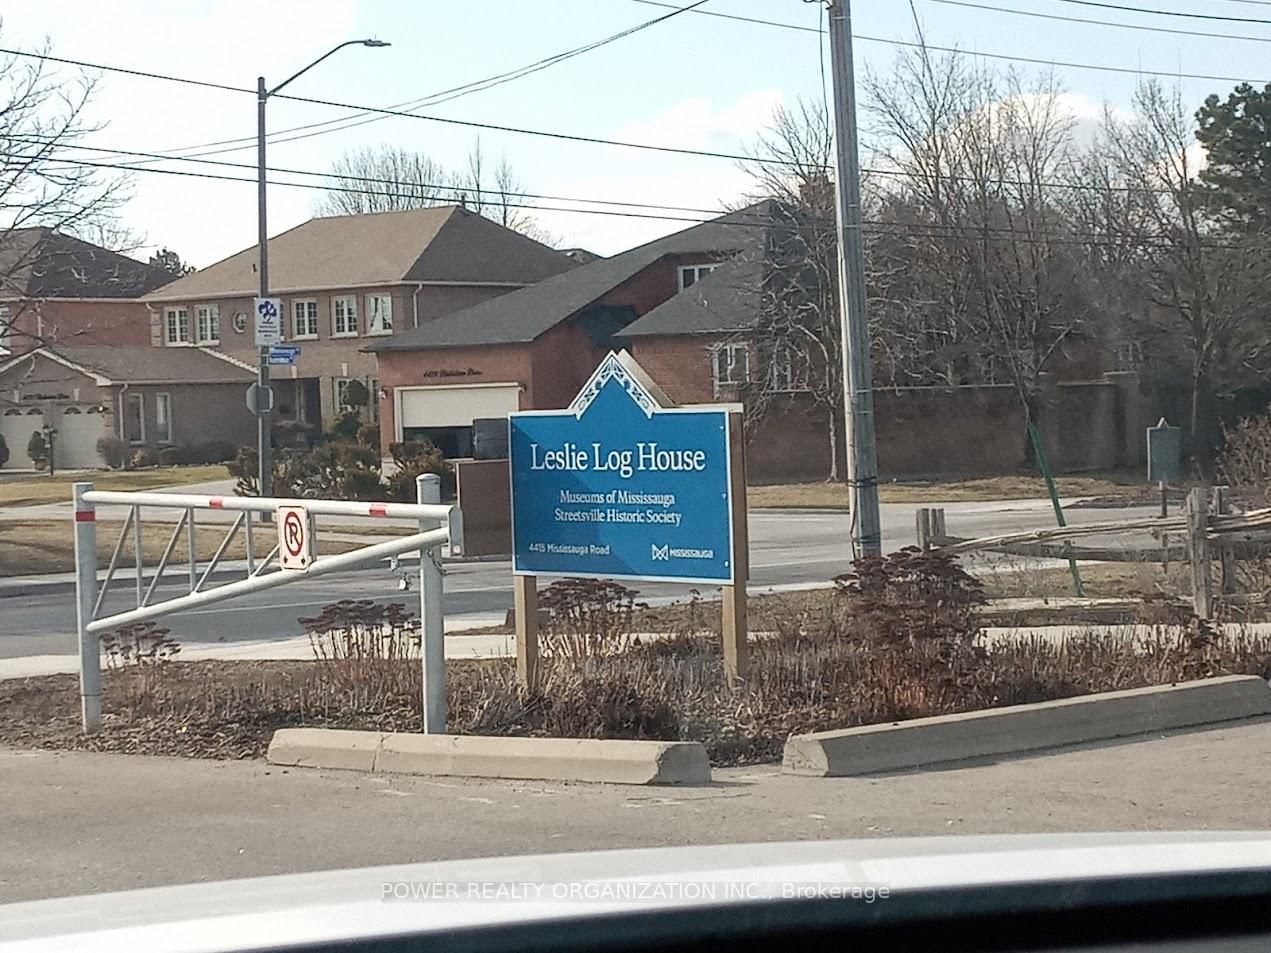 Leslie Log House
Museums of Mississauga
Streetsville Historic Society
4415 Mississauga Road
MISSISSAUGA
POWER REALTY ORGANIZATION INC., Brokerage